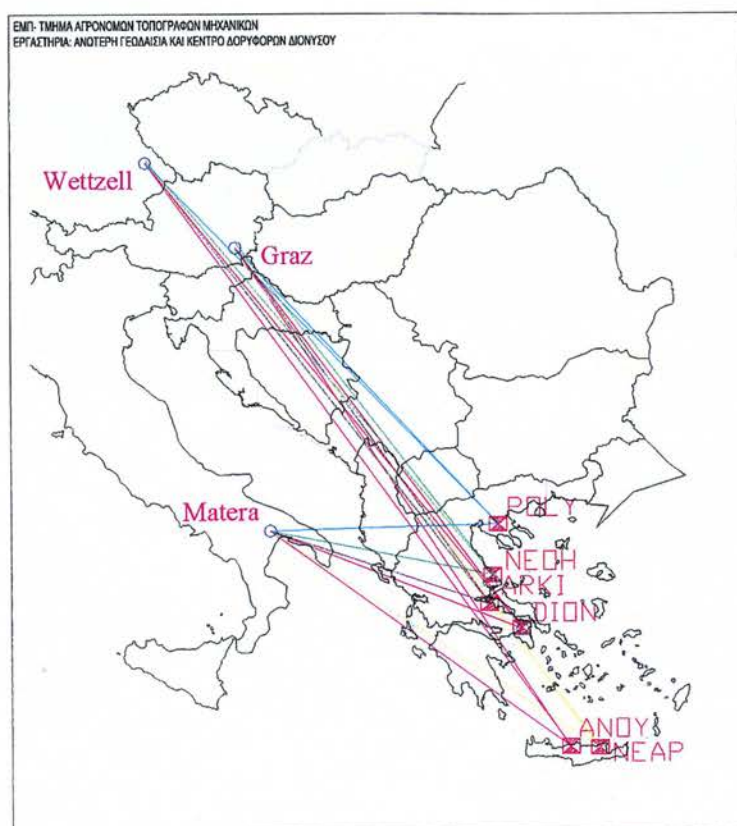 ΕΜΠ- ΤΜΗΜΑ ΑΓΡΟΝΟΜΩΝ ΤΟΠΟΓΡΑΦΩΝ ΜΗΧΑΝΙΚΩΝ
ΕΡΓΑΣΤΗΡΙΑ: ΑΝΩΤΕΡΗ ΓΕΩΔΑΙΣΙΑ ΚΑΙ ΚΕΝΤΡΟ ΔΟΡΥΦΟΡΩΝ ΔΙΟΝΥΣΟΥ
Wettzell
Graz
Matera
POLY
NEOH
ARKI
DION
ANOY
NEAP